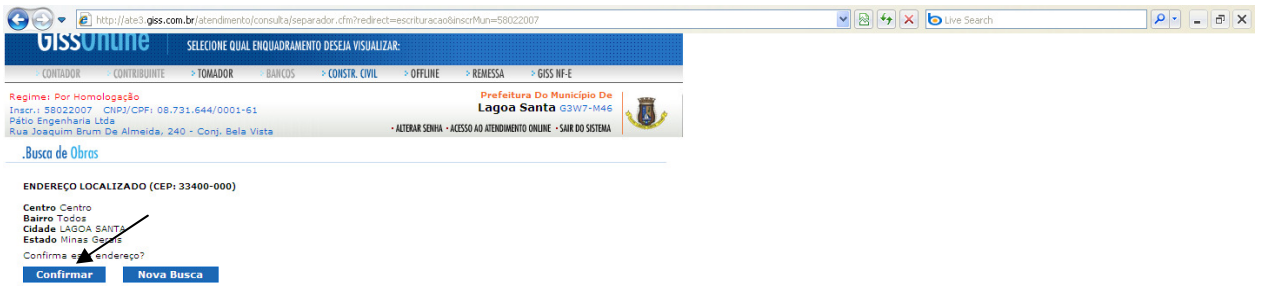 http://ate3.giss.com.br/atendimento/consulta/separador.cfm?redirect=escrituracao&inscrMun=58022007
Live Search
GissOnline SELECIONE QUAL ENQUADRAMENTO DESEJA VISUALIZAR:
> CONTADOR > CONTRIBUINTE > TOMADOR > BANCOS > CONSTR. CIVIL > OFFLINE > REMESSA > GISS NF-E
Regime: Por Homologação
Inscr.: 58022007 CNPJ/CPF: 08.731.644/0001-61
Pátio Engenharia Ltda
Rua Joaquim Brum De Almeida, 240 - Conj. Bela Vista
Prefeitura Do Município De
Lagoa Santa G3W7-M46
• ALTERAR SENHA • ACESSO AO ATENDIMENTO ONLINE • SAIR DO SISTEMA
.Busca de Obras
ENDEREÇO LOCALIZADO (CEP: 33400-000)
Centro Centro
Bairro Todos
Cidade LAGOA SANTA
Estado Minas Gerais
Confirma este endereço?
Confirmar Nova Busca